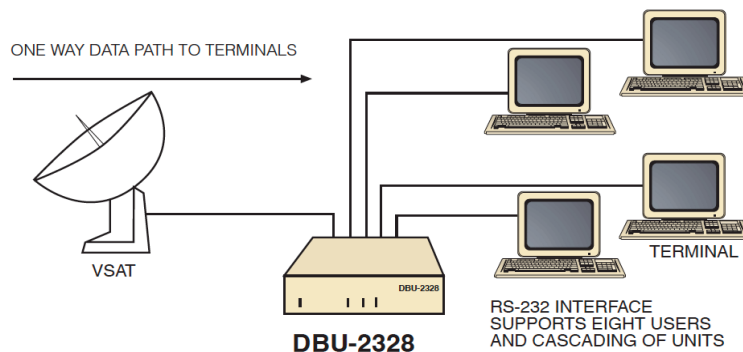 ONE WAY DATA PATH TO TERMINALS
VSAT
DBU-2328
DBU-2328
TERMINAL
RS-232 INTERFACE
SUPPORTS EIGHT USERS
AND CASCADING OF UNITS